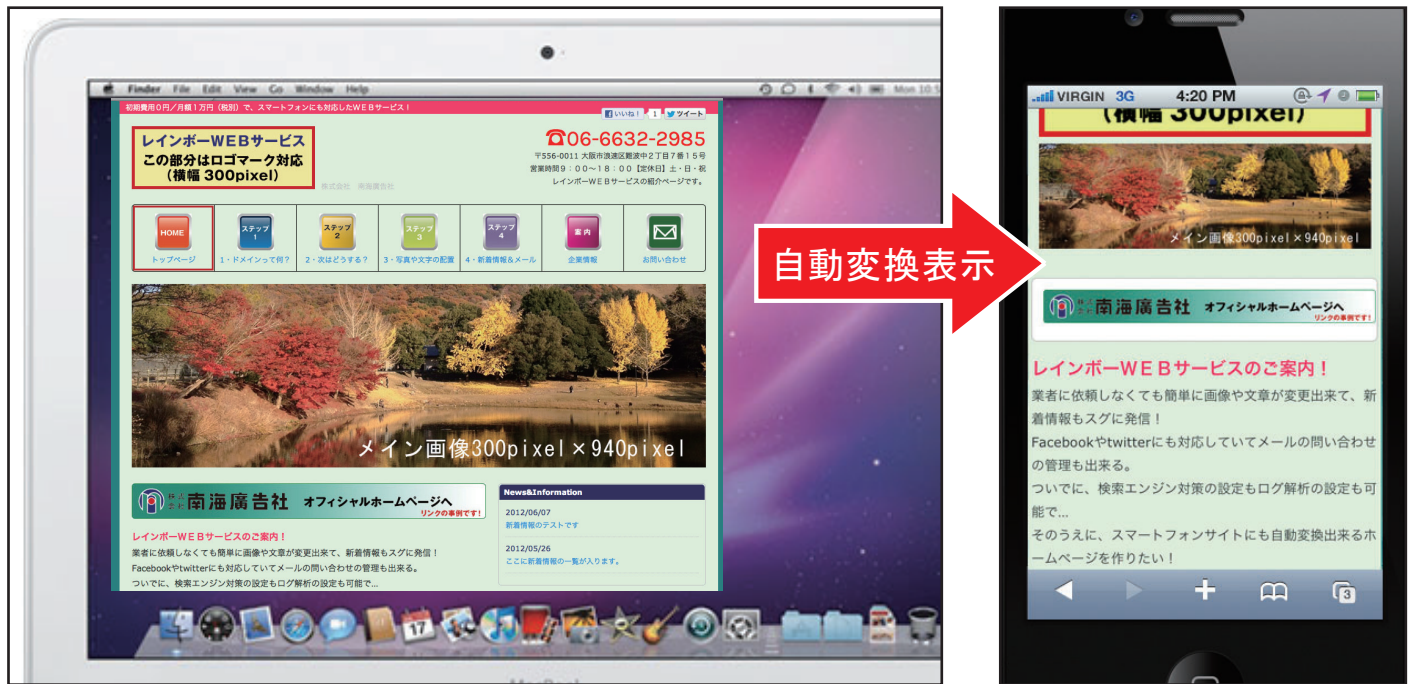 Finder File Edit View Go Window Help
Mon 10:5
初期費用０円／月額１万円（税別）で、スマートフォンにも対応したＷＥＢサービス！
いいね！ 1 ツイート
レインボーWEBサービス
この部分はロゴマーク対応
（横幅 300pixel）
株式会社 南海廣告社
☎06-6632-2985
〒556-0011 大阪市浪速区難波中２丁目７番１５号
営業時間９：００〜１８：００【定休日】土・日・祝
レインボーＷＥＢサービスの紹介ページです。
HOME
トップページ
ステップ
1
1・ドメインって何？
ステップ
2
2・次はどうする？
ステップ
3
3・写真や文字の配置
ステップ
4
4・新着情報＆メール
案内
企業情報
お問い合わせ
メイン画像300pixel×940pixel
株式会社 南海廣告社 オフィシャルホームページへ
リンクの事例です！
News&Information
2012/06/07
新着情報のテストです
2012/05/26
ここに新着情報の一覧が入ります。
レインボーＷＥＢサービスのご案内！
業者に依頼しなくても簡単に画像や文章が変更出来て、新着情報もスグに発信！
Facebookやtwitterにも対応していてメールの問い合わせの管理も出来る。
ついでに、検索エンジン対策の設定もログ解析の設定も可能で...
17
MacBook
自動変換表示
VIRGIN 3G 4:20 PM
（横幅 300pixel）
メイン画像300pixel×940pixel
株式会社 南海廣告社 オフィシャルホームページへ
リンクの事例です！
レインボーＷＥＢサービスのご案内！
業者に依頼しなくても簡単に画像や文章が変更出来て、新
着情報もスグに発信！
Facebookやtwitterにも対応していてメールの問い合わせ
の管理も出来る。
ついでに、検索エンジン対策の設定もログ解析の設定も可
能で...
そのうえに、スマートフォンサイトにも自動変換出来るホ
ームページを作りたい！
3